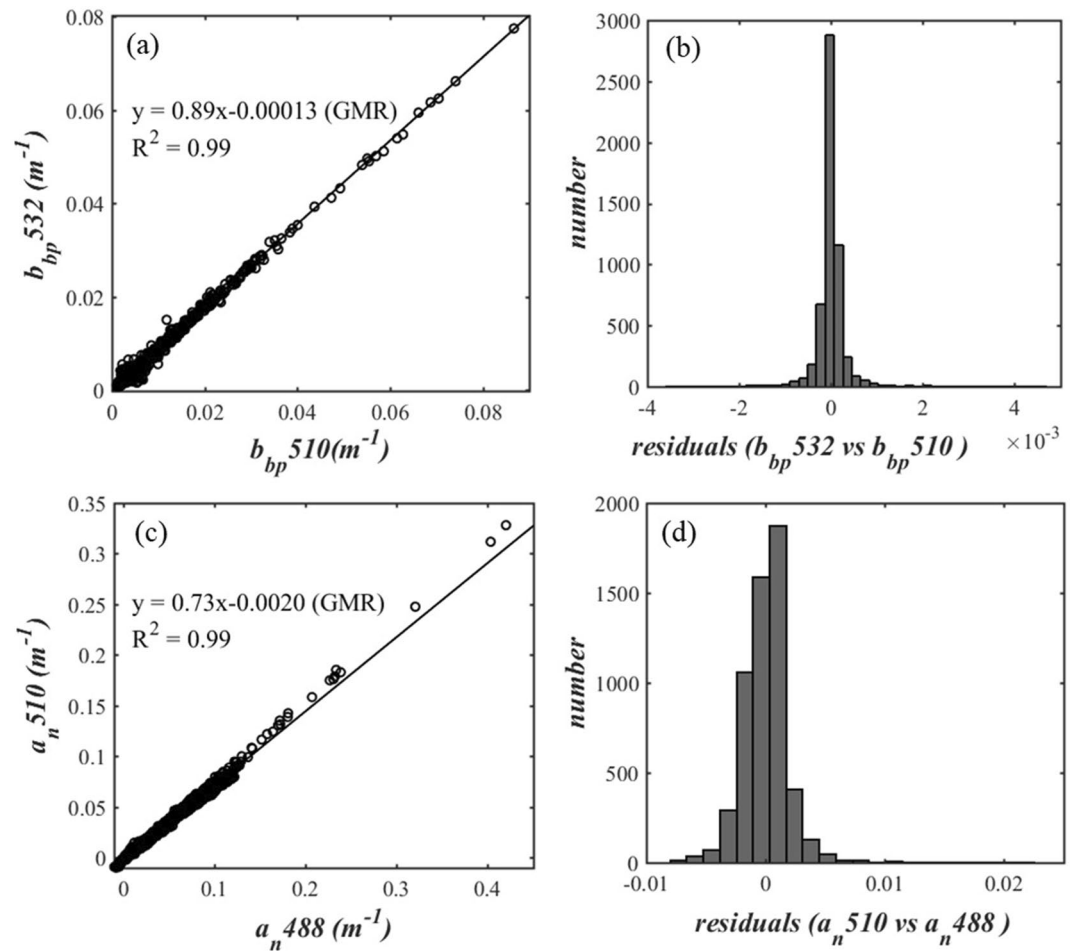 (a)
y = 0.89x-0.00013 (GMR)
R² = 0.99
b_bp532 (m⁻¹)
0.08
0.06
0.04
0.02
0
0 0.02 0.04 0.06 0.08
b_bp510(m⁻¹)
(b)
number
3000
2500
2000
1500
1000
500
0
-4 -2 0 2 4
×10⁻³
residuals (b_bp532 vs b_bp510 )
(c)
y = 0.73x-0.0020 (GMR)
R² = 0.99
a_n510 (m⁻¹)
0.35
0.3
0.25
0.2
0.15
0.1
0.05
0
0 0.1 0.2 0.3 0.4
a_n488 (m⁻¹)
(d)
number
2000
1500
1000
500
0
-0.01 0 0.01 0.02
residuals (a_n510 vs a_n488 )